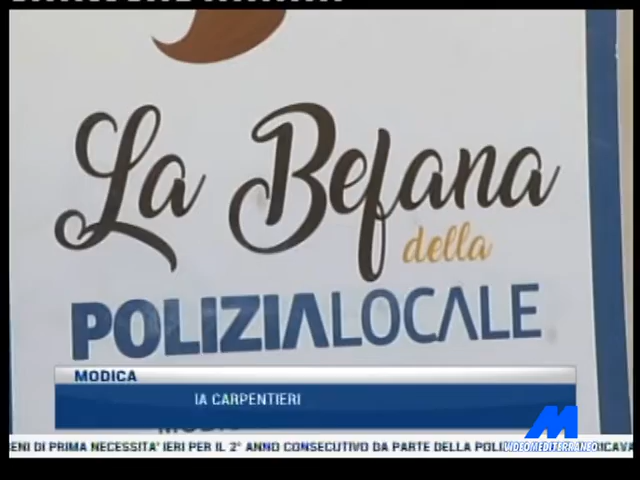 La Befana
della
POLIZIALOCALE
MODICA
IA CARPENTIERI
VIDEOMEDITERRANEO
ENI DI PRIMA NECESSITA' IERI PER IL 2° ANNO CONSECUTIVO DA PARTE DELLA POLI